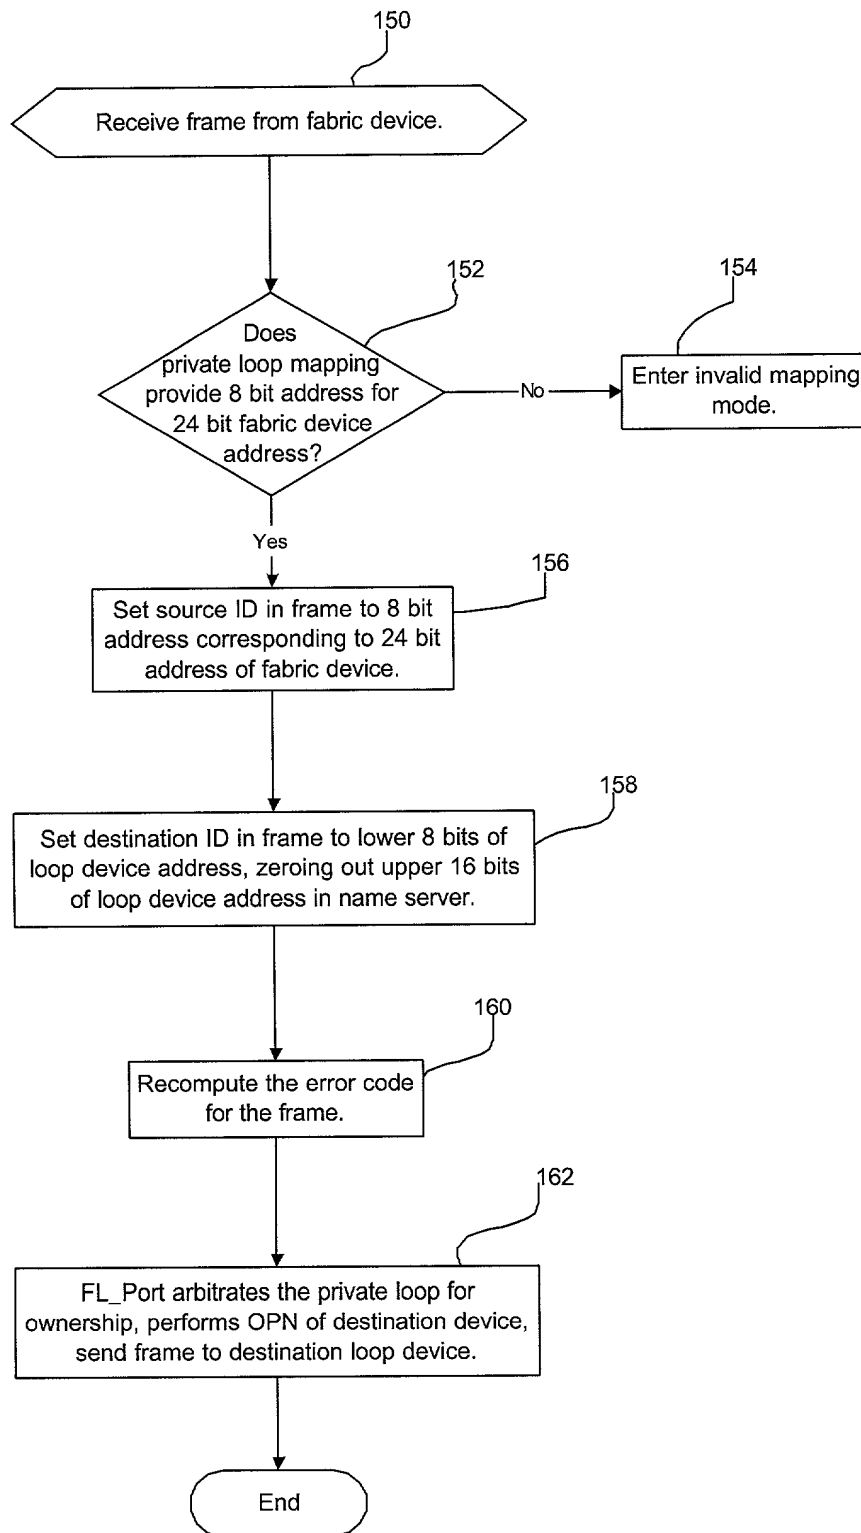 150
Receive frame from fabric device.
152
154
Does
private loop mapping
provide 8 bit address for
24 bit fabric device
address?
No
Enter invalid mapping
mode.
Yes
156
Set source ID in frame to 8 bit
address corresponding to 24 bit
address of fabric device.
158
Set destination ID in frame to lower 8 bits of
loop device address, zeroing out upper 16 bits
of loop device address in name server.
160
Recompute the error code
for the frame.
162
FL_Port arbitrates the private loop for
ownership, performs OPN of destination device,
send frame to destination loop device.
End